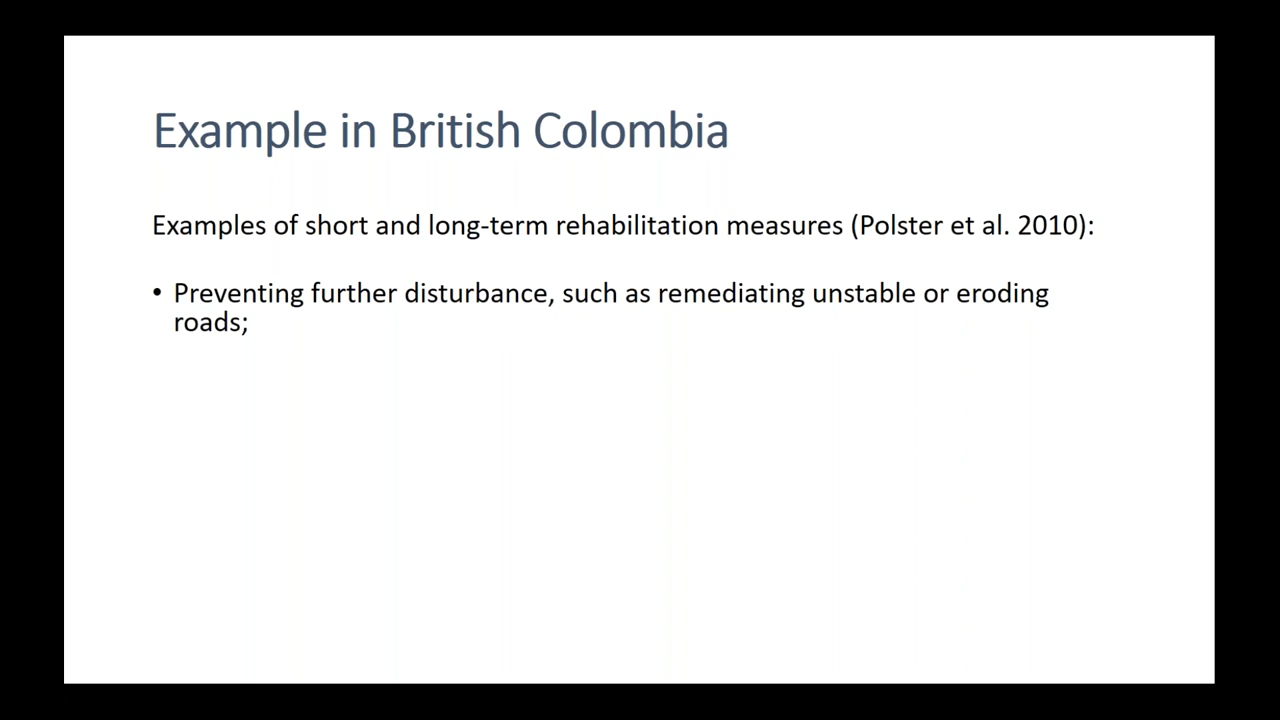 Example in British Colombia
Examples of short and long-term rehabilitation measures (Polster et al. 2010):
• Preventing further disturbance, such as remediating unstable or eroding
roads;